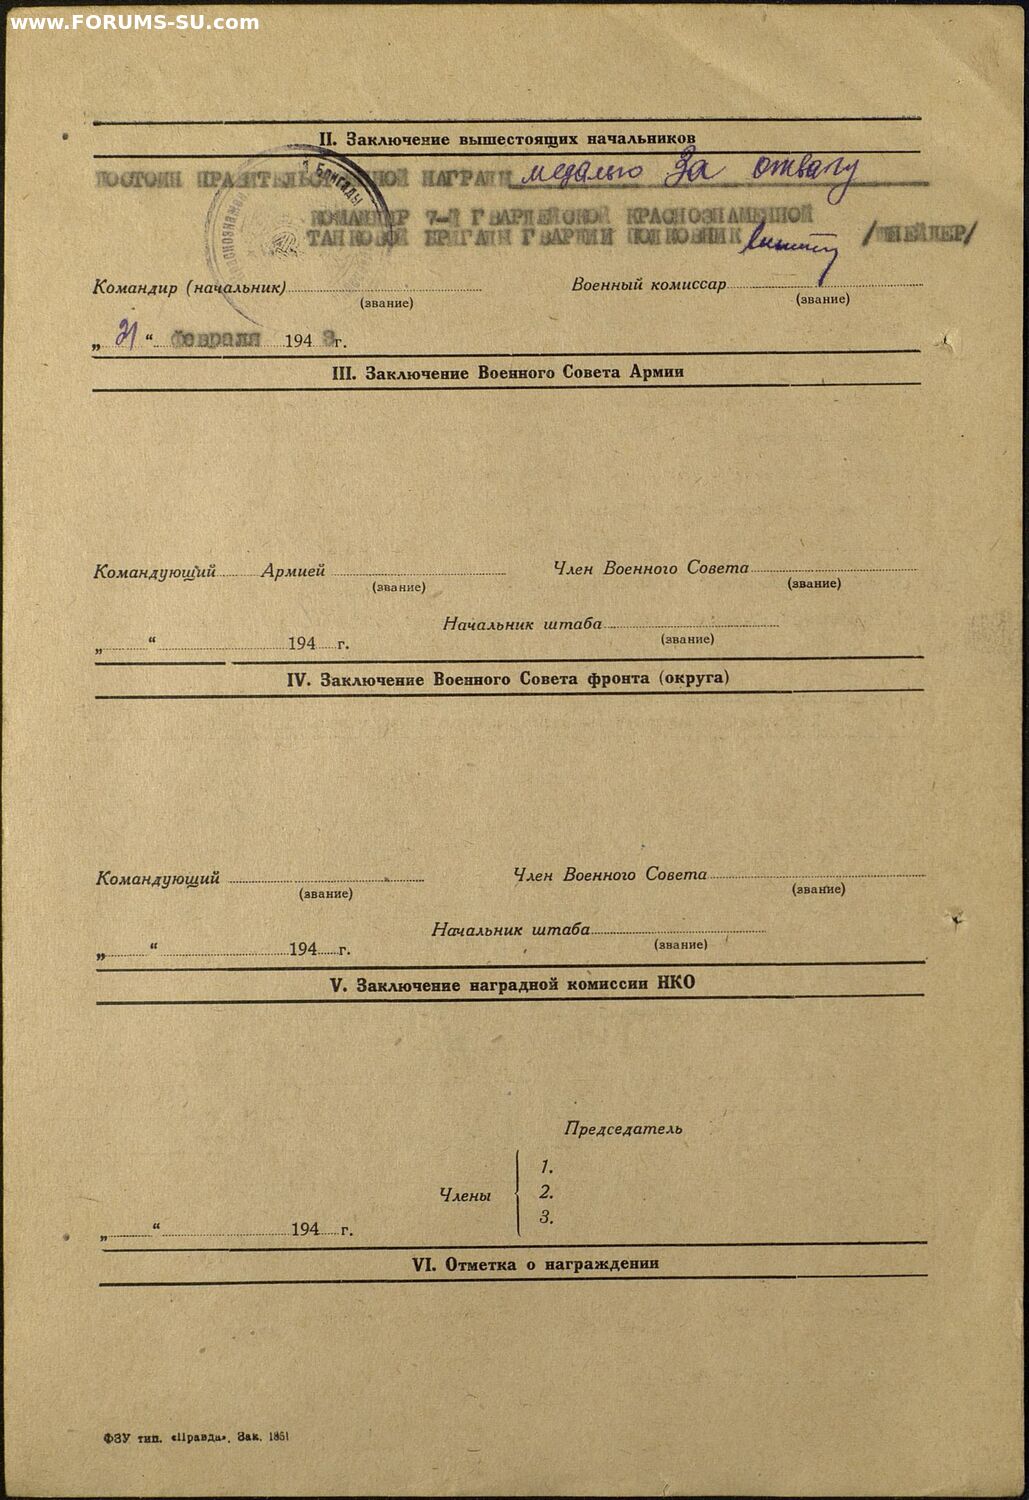 www.FORUMS-SU.com
II. Заключение вышестоящих начальников
ДОСТОИН ПРАВИТЕЛЬСТВЕННОЙ НАГРАДЫ медалью За отвагу
КОМАНДИР 7-Й ГВАРДЕЙСКОЙ КРАСНОЗНАМЕННОЙ
ТАНКОВОЙ БРИГАДЫ ГВАРДИИ ПОЛКОВНИК /ШНЕЙДЕР/
БРИГАДЫ
Командир (начальник) Военный комиссар
(звание) (звание)
„21“ февраля 1943 г.
III. Заключение Военного Совета Армии
Командующий Армией Член Военного Совета
(звание) (звание)
Начальник штаба
(звание)
„ “ 194 г.
IV. Заключение Военного Совета фронта (округа)
Командующий Член Военного Совета
(звание) (звание)
Начальник штаба
(звание)
„ “ 194 г.
V. Заключение наградной комиссии НКО
Председатель
1.
Члены 2.
3.
„ “ 194 г.
VI. Отметка о награждении
ФЗУ тип. «Правда». Зак. 1851